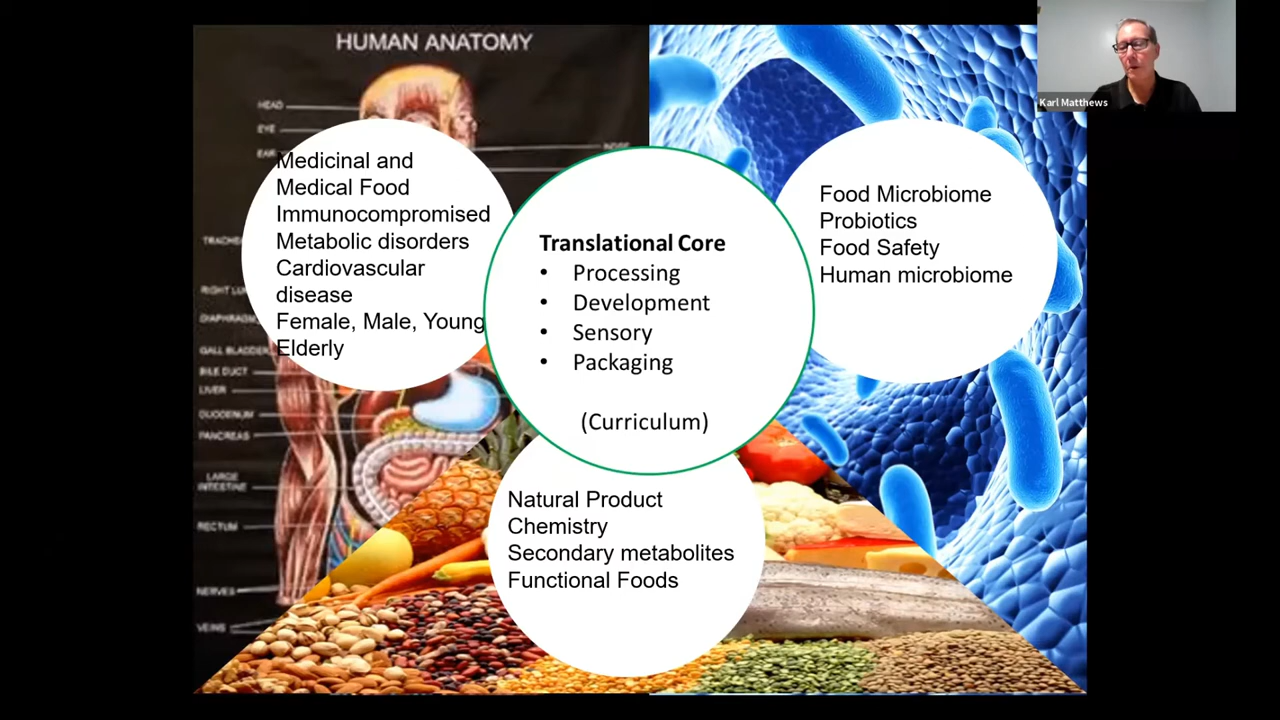 HUMAN ANATOMY
Karl Matthews
HEAD
EYE
EAR
NOSE
Medicinal and
Medical Food
Immunocompromised
Metabolic disorders
Cardiovascular
disease
Female, Male, Young
Elderly
Translational Core
• Processing
• Development
• Sensory
• Packaging
(Curriculum)
Food Microbiome
Probiotics
Food Safety
Human microbiome
GALL BLADDER
BILE DUCT
LIVER
DUODENUM
PANCREAS
LARGE
INTESTINE
RECTUM
NERVES
VEINS
Natural Product
Chemistry
Secondary metabolites
Functional Foods